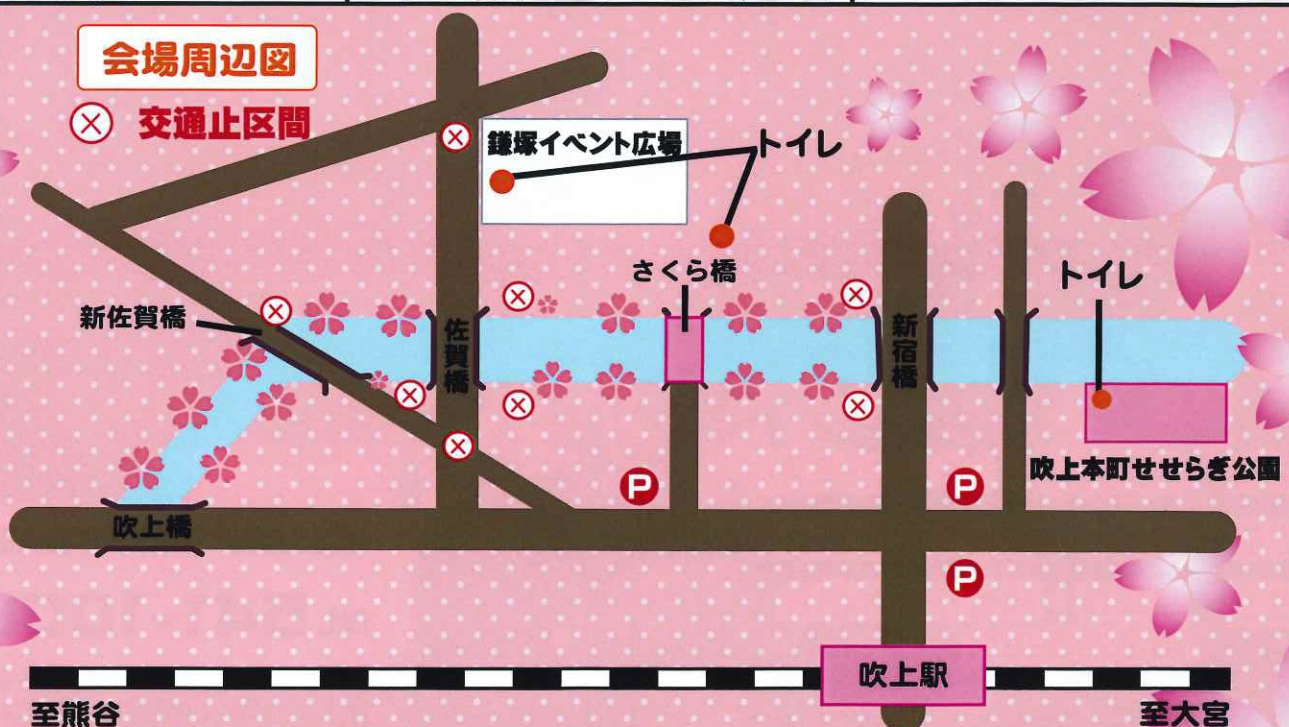 会場周辺図
交通止区間
鎌塚イベント広場
トイレ
さくら橋
トイレ
新佐賀橋
佐賀橋
新宿橋
吹上本町せせらぎ公園
P
P
吹上橋
P
吹上駅
至熊谷
至大宮